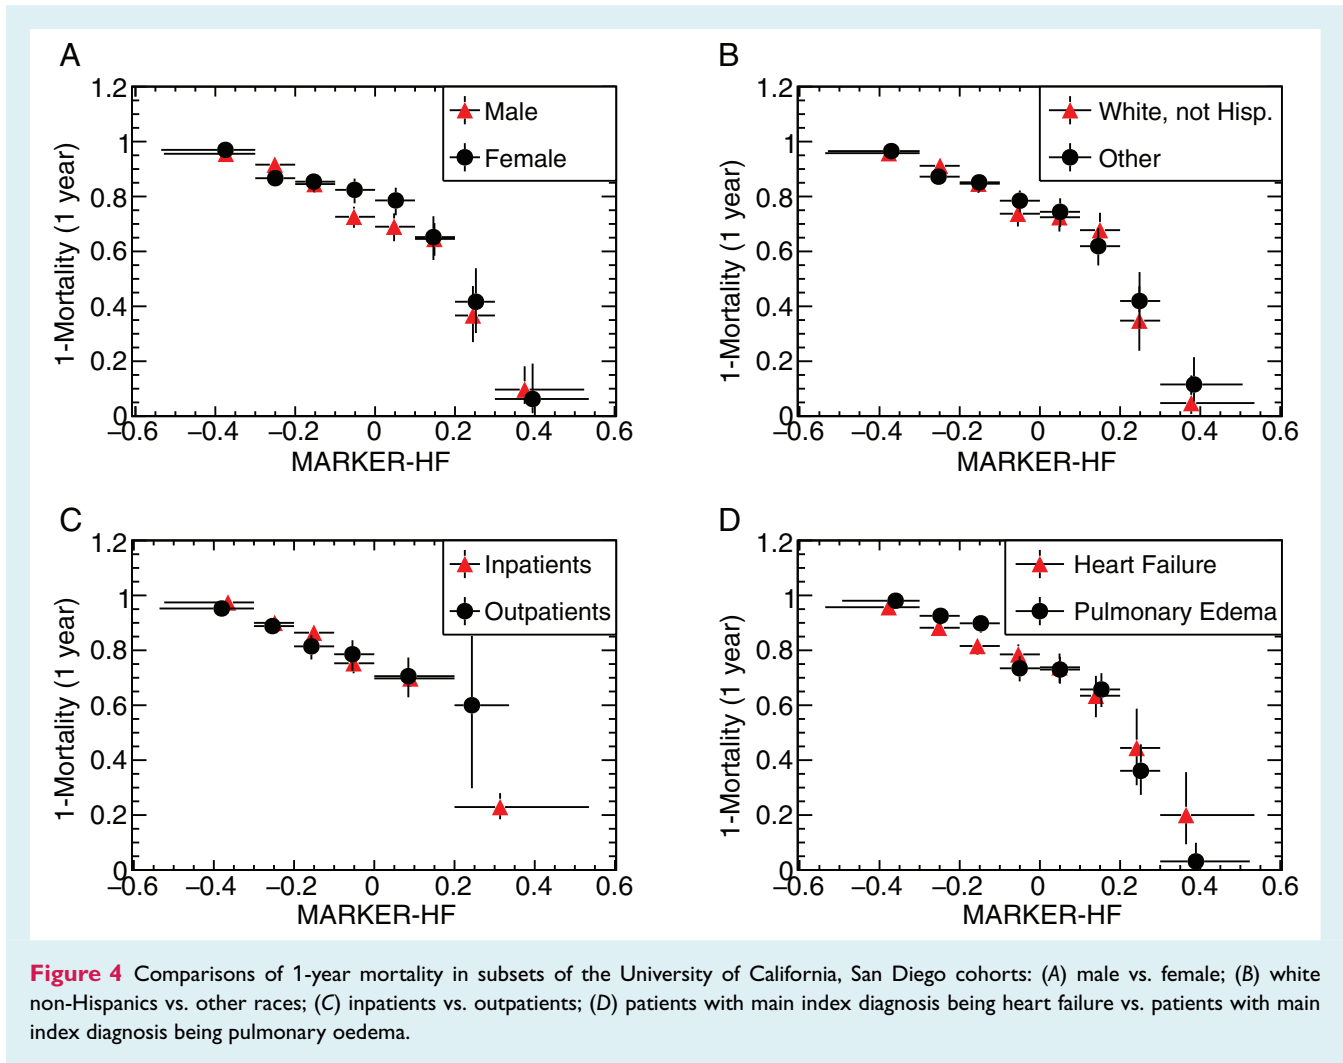 A
1.2
1
0.8
0.6
0.4
0.2
0
1-Mortality (1 year)
Male
Female
−0.6 −0.4 −0.2 0 0.2 0.4 0.6
MARKER-HF
B
1.2
1
0.8
0.6
0.4
0.2
0
1-Mortality (1 year)
White, not Hisp.
Other
−0.6 −0.4 −0.2 0 0.2 0.4 0.6
MARKER-HF
C
1.2
1
0.8
0.6
0.4
0.2
0
1-Mortality (1 year)
Inpatients
Outpatients
−0.6 −0.4 −0.2 0 0.2 0.4 0.6
MARKER-HF
D
1.2
1
0.8
0.6
0.4
0.2
0
1-Mortality (1 year)
Heart Failure
Pulmonary Edema
−0.6 −0.4 −0.2 0 0.2 0.4 0.6
MARKER-HF
Figure 4 Comparisons of 1-year mortality in subsets of the University of California, San Diego cohorts: (A) male vs. female; (B) white
non-Hispanics vs. other races; (C) inpatients vs. outpatients; (D) patients with main index diagnosis being heart failure vs. patients with main
index diagnosis being pulmonary oedema.